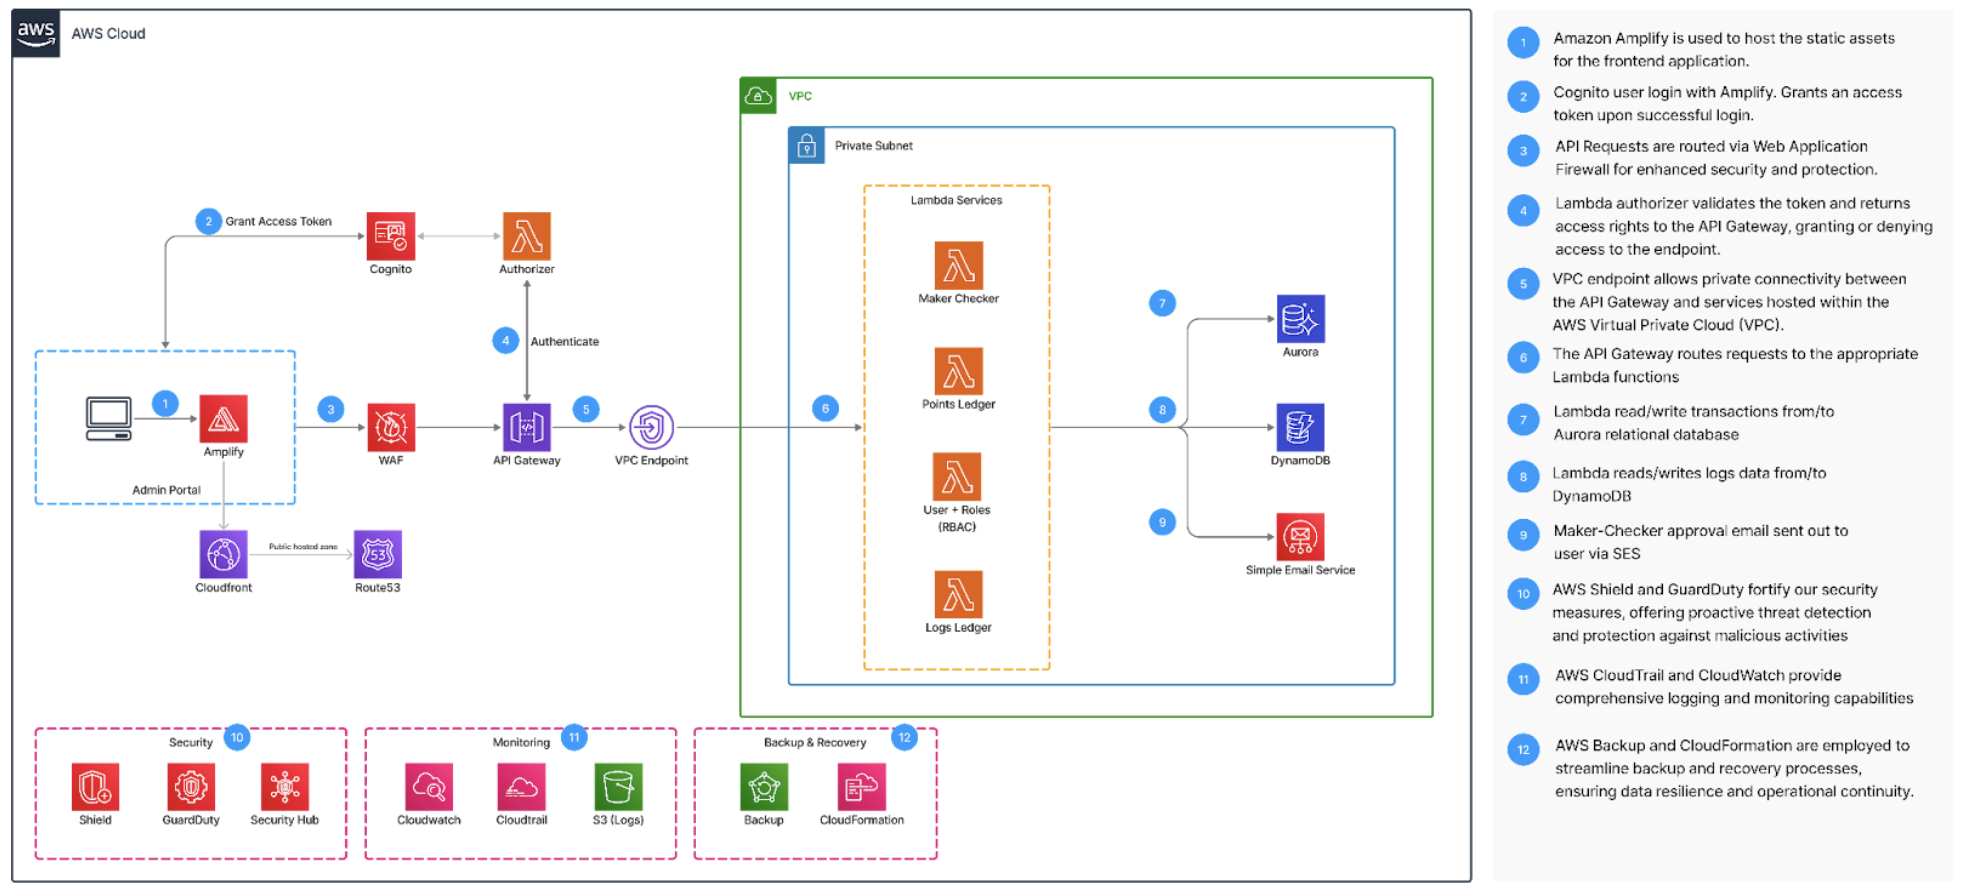 aws
AWS Cloud
VPC
Private Subnet
Lambda Services
Maker Checker
Points Ledger
User + Roles
(RBAC)
Logs Ledger
2
Grant Access Token
Cognito
Authorizer
4
Authenticate
1
Amplify
Admin Portal
3
WAF
API Gateway
5
VPC Endpoint
6
7
Aurora
8
DynamoDB
9
Simple Email Service
Cloudfront
Public hosted zone
53
Route53
Security
10
Shield
GuardDuty
Security Hub
Monitoring
11
Cloudwatch
Cloudtrail
S3 (Logs)
Backup & Recovery
12
Backup
CloudFormation
1
Amazon Amplify is used to host the static assets
for the frontend application.
2
Cognito user login with Amplify. Grants an access
token upon successful login.
3
API Requests are routed via Web Application
Firewall for enhanced security and protection.
4
Lambda authorizer validates the token and returns
access rights to the API Gateway, granting or denying
access to the endpoint.
5
VPC endpoint allows private connectivity between
the API Gateway and services hosted within the
AWS Virtual Private Cloud (VPC).
6
The API Gateway routes requests to the appropriate
Lambda functions
7
Lambda read/write transactions from/to
Aurora relational database
8
Lambda reads/writes logs data from/to
DynamoDB
9
Maker-Checker approval email sent out to
user via SES
10
AWS Shield and GuardDuty fortify our security
measures, offering proactive threat detection
and protection against malicious activities
11
AWS CloudTrail and CloudWatch provide
comprehensive logging and monitoring capabilities
12
AWS Backup and CloudFormation are employed to
streamline backup and recovery processes,
ensuring data resilience and operational continuity.